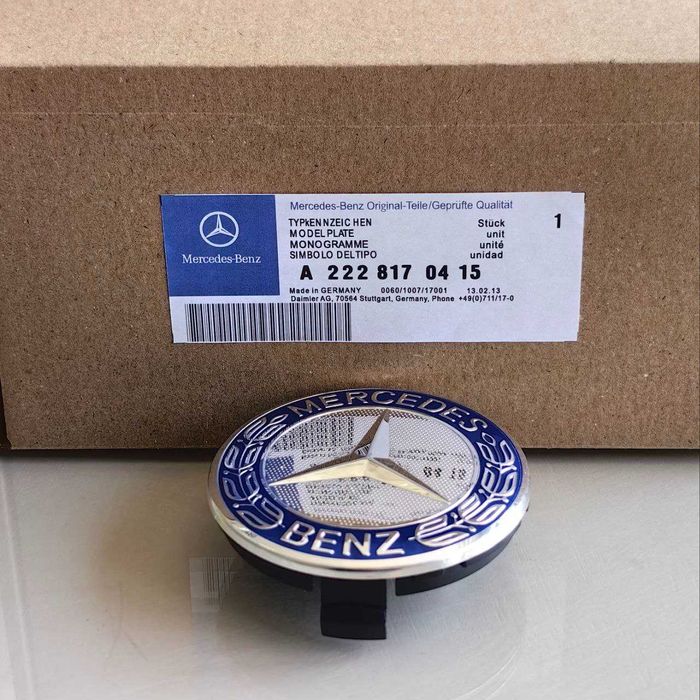 Mercedes-Benz Original-Teile/Geprüfte Qualität
TYPkENNZEICHEN Stück 1
MODELPLATE unit
MONOGRAMME unité
SIMBOLO DELTIPO unidad
Mercedes-Benz
A 222 817 04 15
Made in GERMANY 0060/1007/17001 13.02.13
Daimler AG, 70564 Stuttgart, Germany, Phone +49(0)711/17-0
MERCEDES
BENZ